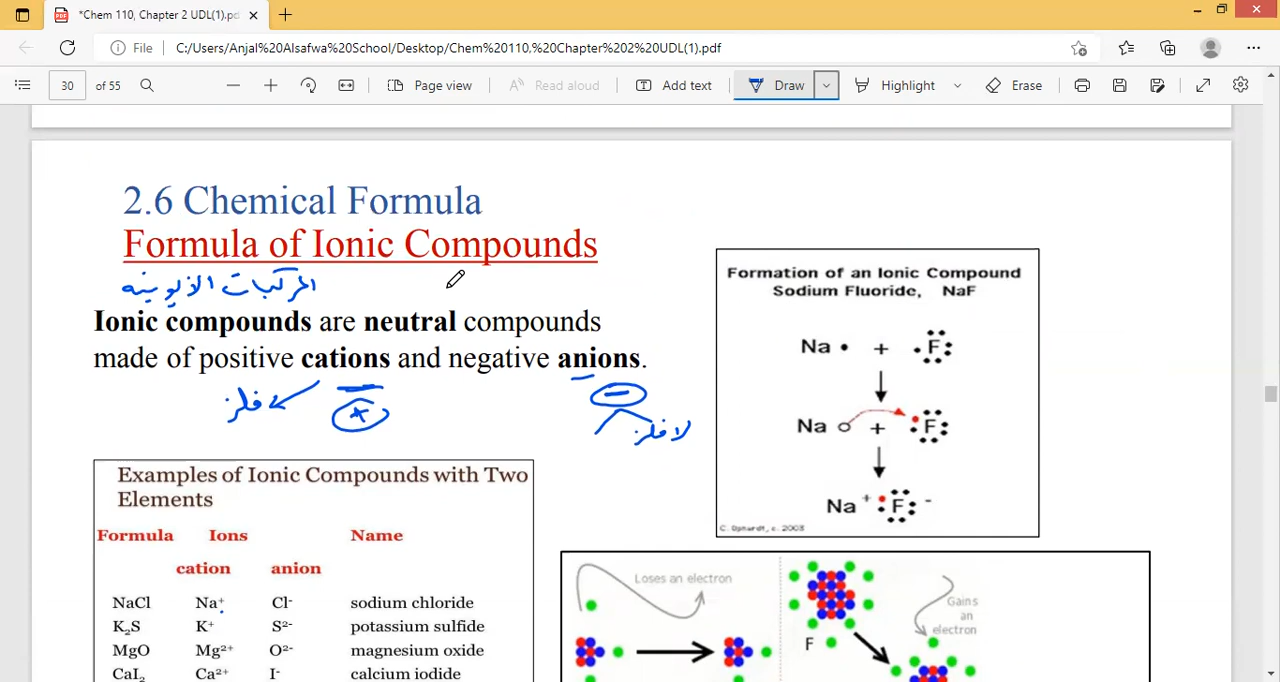 *Chem 110, Chapter 2 UDL(1).pdf
File C:/Users/Anjal%20Alsafwa%20School/Desktop/Chem%20110,%20Chapter%202%20UDL(1).pdf
30 of 55 Page view Read aloud Add text Draw Highlight Erase
2.6 Chemical Formula
Formula of Ionic Compounds
المركبات الأيونية
Ionic compounds are neutral compounds
made of positive cations and negative anions.
فلز +
− لا فلز
Formation of an Ionic Compound
Sodium Fluoride, NaF
Na • + F
Na + F
Na + F -
C. Ophardt, c. 2003
Examples of Ionic Compounds with Two
Elements
Formula Ions Name
cation anion
NaCl Na⁺ Cl⁻ sodium chloride
K₂S K⁺ S²⁻ potassium sulfide
MgO Mg²⁺ O²⁻ magnesium oxide
CaI₂ Ca²⁺ I⁻ calcium iodide
Loses an electron
Gains
an
electron
F